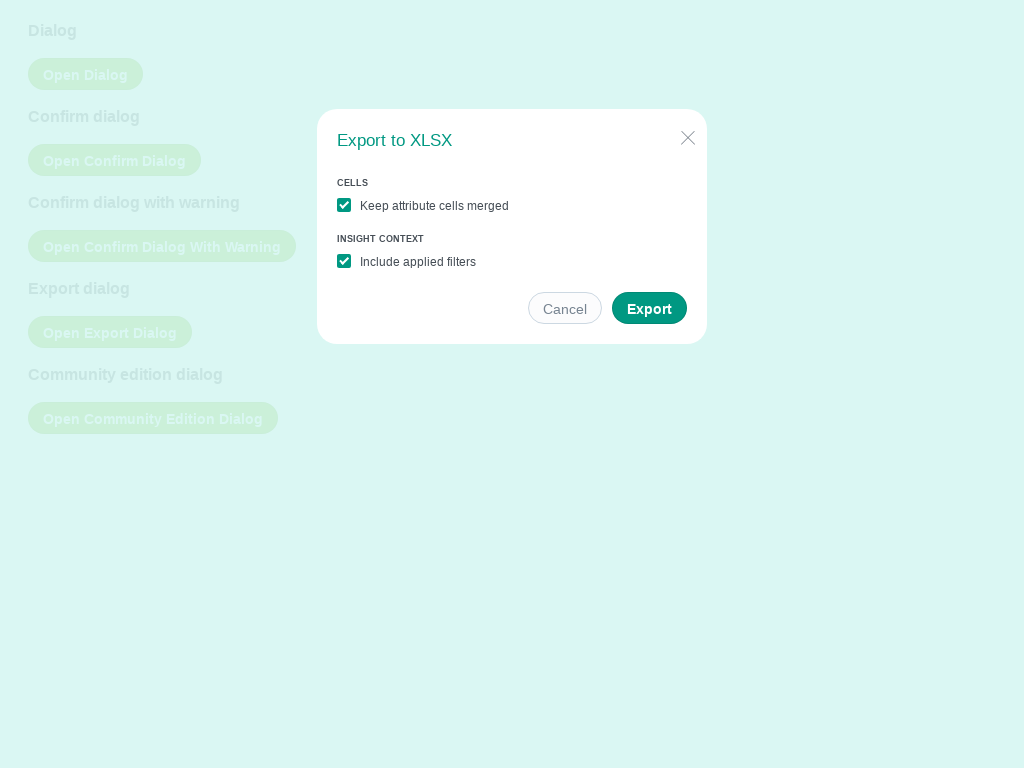 Dialog
Open Dialog
Confirm dialog
Open Confirm Dialog
Confirm dialog with warning
Open Confirm Dialog With Warning
Export dialog
Open Export Dialog
Community edition dialog
Open Community Edition Dialog
Export to XLSX
CELLS
Keep attribute cells merged
INSIGHT CONTEXT
Include applied filters
Cancel
Export